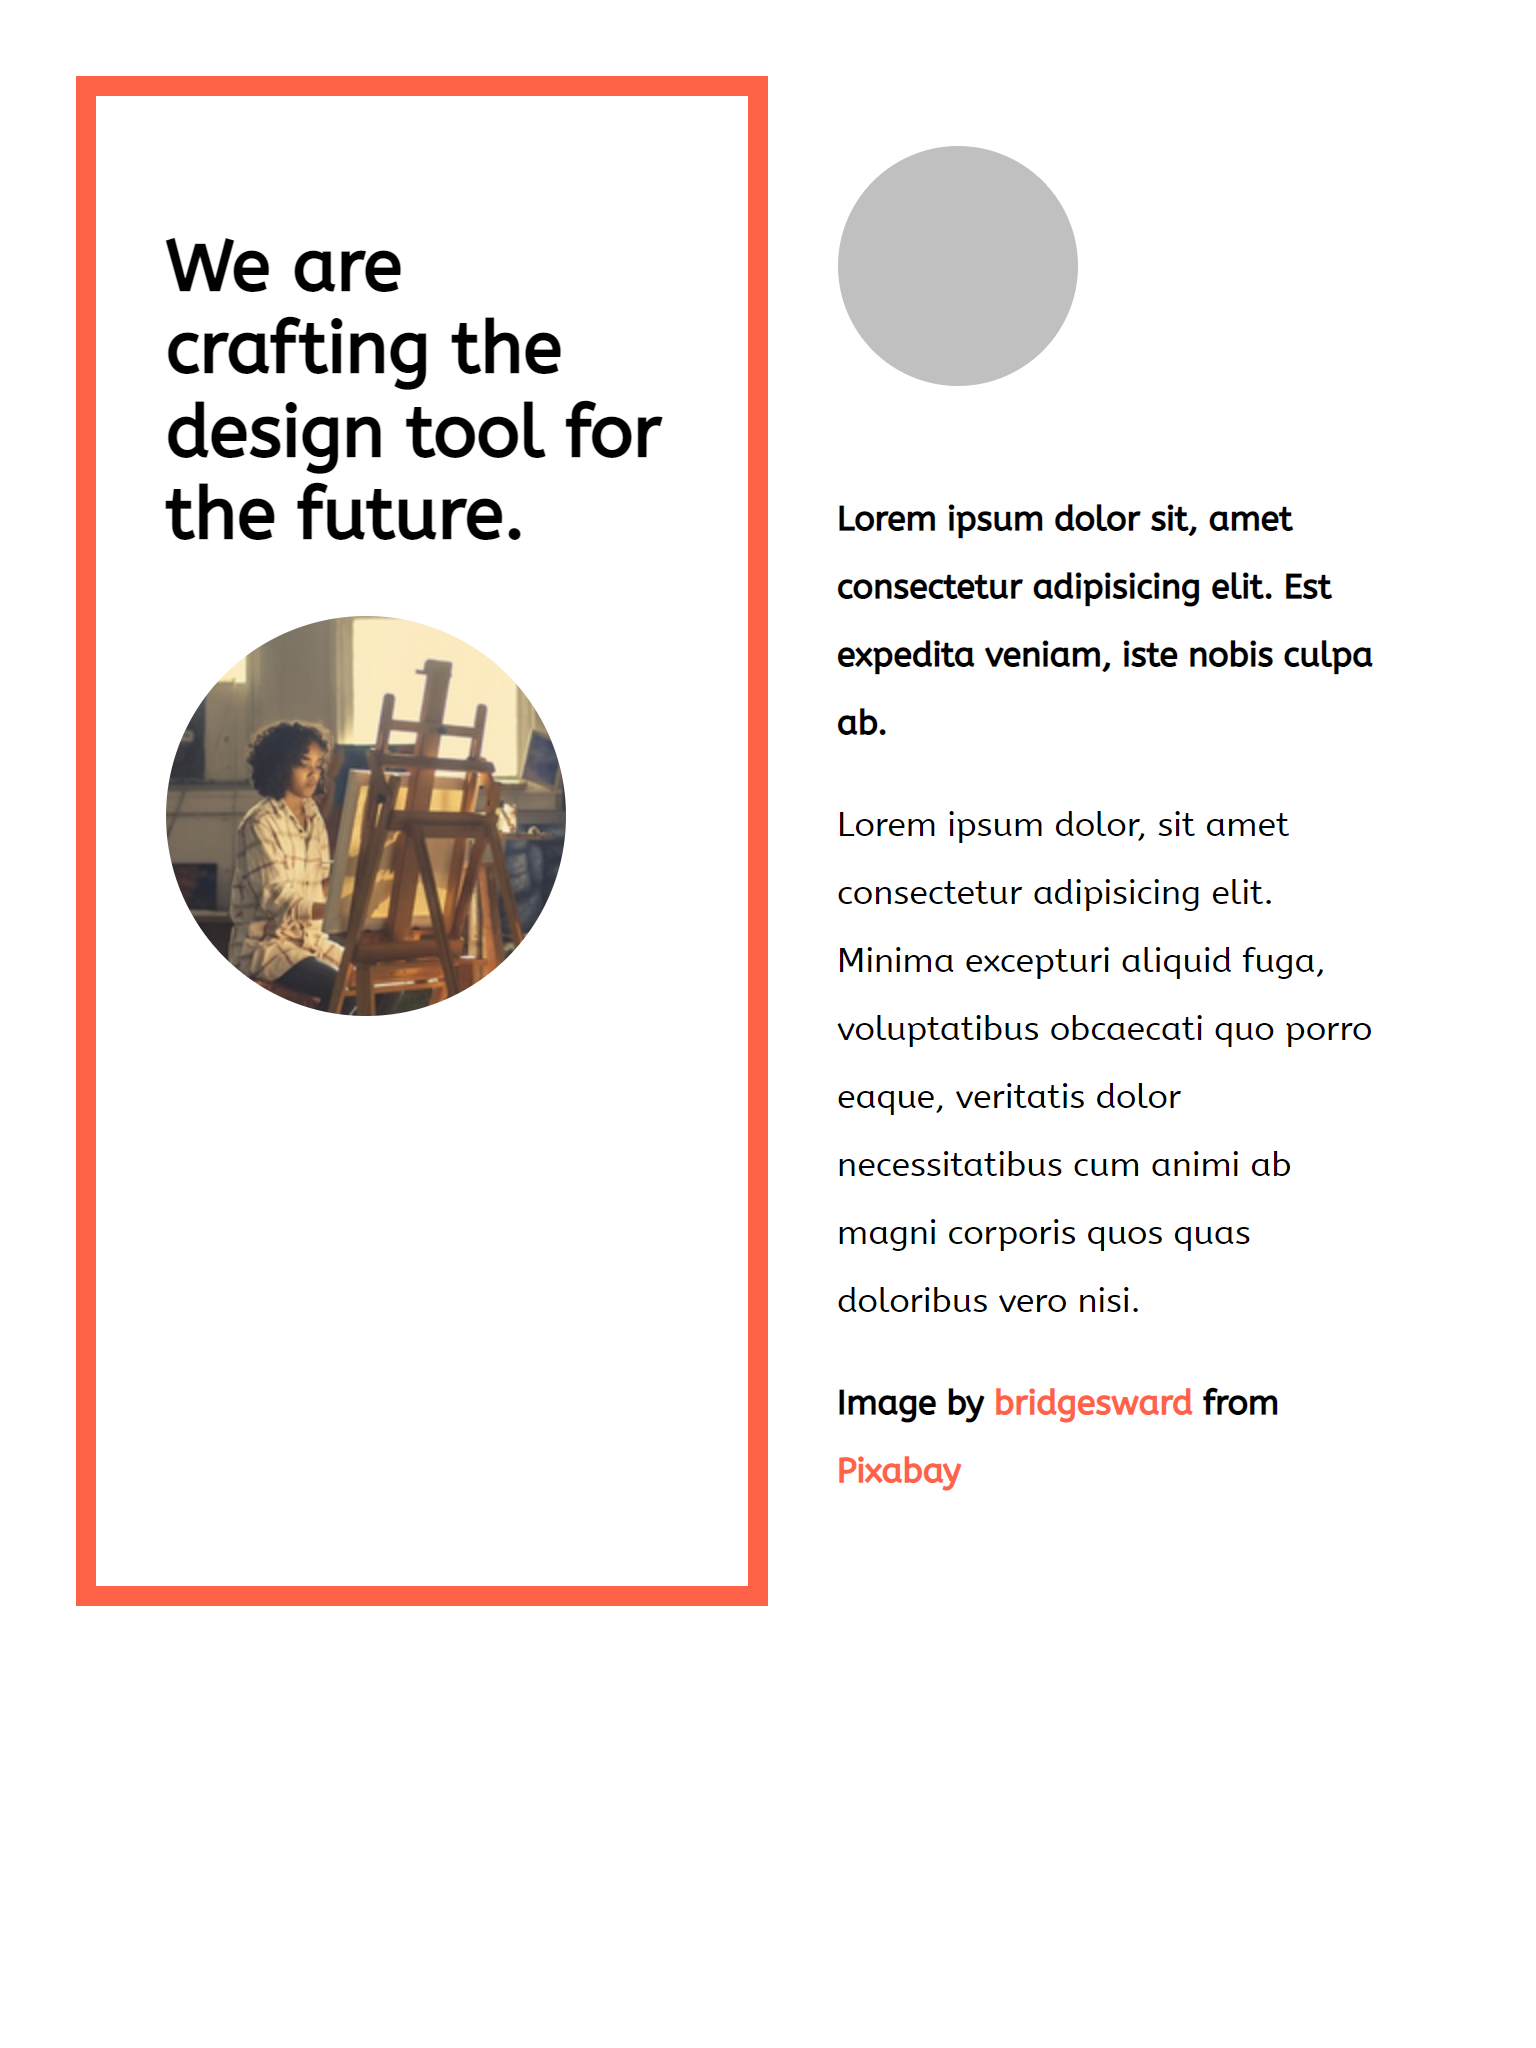 We are
crafting the
design tool for
the future.
Lorem ipsum dolor sit, amet
consectetur adipisicing elit. Est
expedita veniam, iste nobis culpa
ab.
Lorem ipsum dolor, sit amet
consectetur adipisicing elit.
Minima excepturi aliquid fuga,
voluptatibus obcaecati quo porro
eaque, veritatis dolor
necessitatibus cum animi ab
magni corporis quos quas
doloribus vero nisi.
Image by bridgesward from
Pixabay